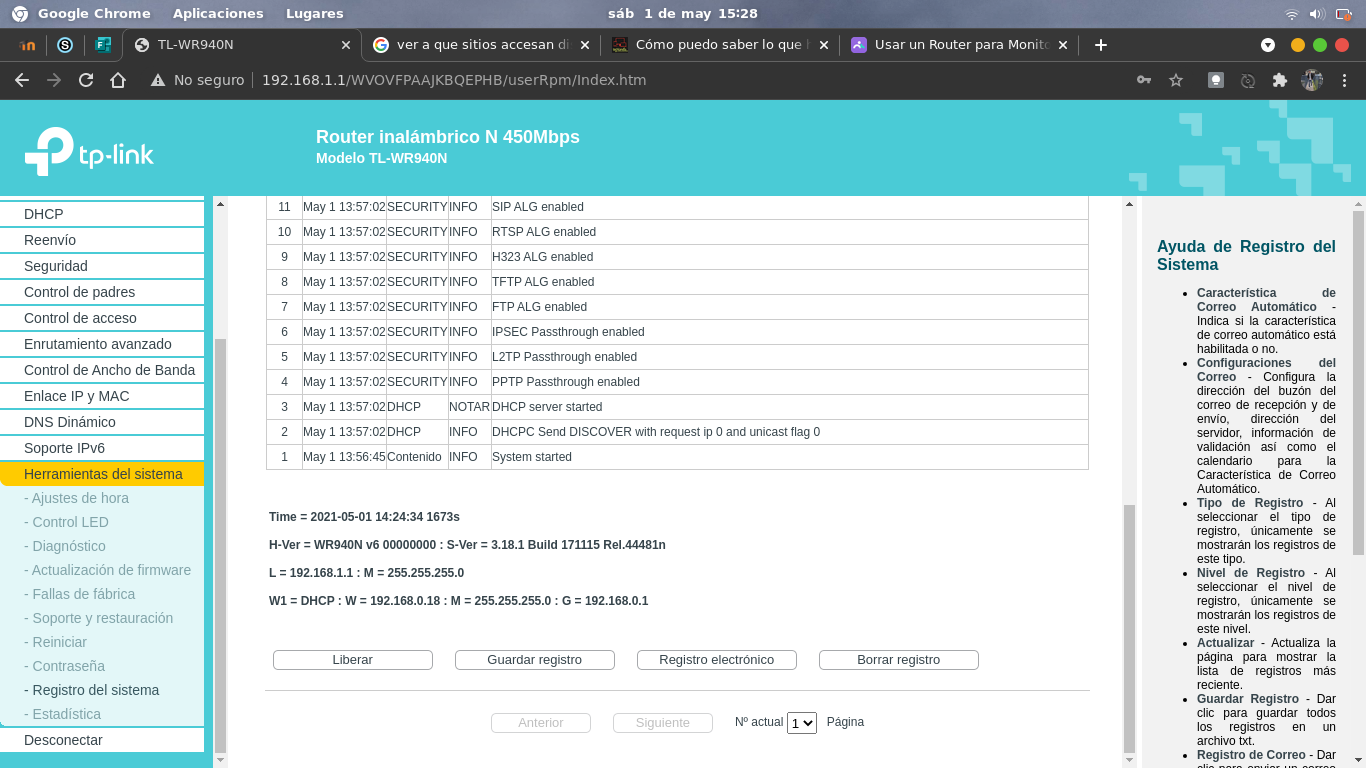 Google Chrome Aplicaciones Lugares sáb 1 de may 15:28
in S TL-WR940N ver a que sitios accesan di Cómo puedo saber lo que h Usar un Router para Monito
No seguro 192.168.1.1/WVOVFPAAJKBQEPHB/userRpm/Index.htm
tp-link
Router inalámbrico N 450Mbps
Modelo TL-WR940N
DHCP
Reenvío
Seguridad
Control de padres
Control de acceso
Enrutamiento avanzado
Control de Ancho de Banda
Enlace IP y MAC
DNS Dinámico
Soporte IPv6
Herramientas del sistema
- Ajustes de hora
- Control LED
- Diagnóstico
- Actualización de firmware
- Fallas de fábrica
- Soporte y restauración
- Reiniciar
- Contraseña
- Registro del sistema
- Estadística
Desconectar
11 May 1 13:57:02 SECURITY INFO SIP ALG enabled
10 May 1 13:57:02 SECURITY INFO RTSP ALG enabled
9 May 1 13:57:02 SECURITY INFO H323 ALG enabled
8 May 1 13:57:02 SECURITY INFO TFTP ALG enabled
7 May 1 13:57:02 SECURITY INFO FTP ALG enabled
6 May 1 13:57:02 SECURITY INFO IPSEC Passthrough enabled
5 May 1 13:57:02 SECURITY INFO L2TP Passthrough enabled
4 May 1 13:57:02 SECURITY INFO PPTP Passthrough enabled
3 May 1 13:57:02 DHCP NOTAR DHCP server started
2 May 1 13:57:02 DHCP INFO DHCPC Send DISCOVER with request ip 0 and unicast flag 0
1 May 1 13:56:45 Contenido INFO System started
Time = 2021-05-01 14:24:34 1673s
H-Ver = WR940N v6 00000000 : S-Ver = 3.18.1 Build 171115 Rel.44481n
L = 192.168.1.1 : M = 255.255.255.0
W1 = DHCP : W = 192.168.0.18 : M = 255.255.255.0 : G = 192.168.0.1
Liberar Guardar registro Registro electrónico Borrar registro
Anterior Siguiente Nº actual 1 Página
Ayuda de Registro del
Sistema
• Característica de
Correo Automático -
Indica si la característica
de correo automático está
habilitada o no.
• Configuraciones del
Correo - Configura la
dirección del buzón del
correo de recepción y de
envío, dirección del
servidor, información de
validación así como el
calendario para la
Característica de Correo
Automático.
• Tipo de Registro - Al
seleccionar el tipo de
registro, únicamente se
mostrarán los registros de
este tipo.
• Nivel de Registro - Al
seleccionar el nivel de
registro, únicamente se
mostrarán los registros de
este nivel.
• Actualizar - Actualiza la
página para mostrar la
lista de registros más
reciente.
• Guardar Registro - Dar
clic para guardar todos
los registros en un
archivo txt.
• Registro de Correo - Dar
clic para enviar un correo